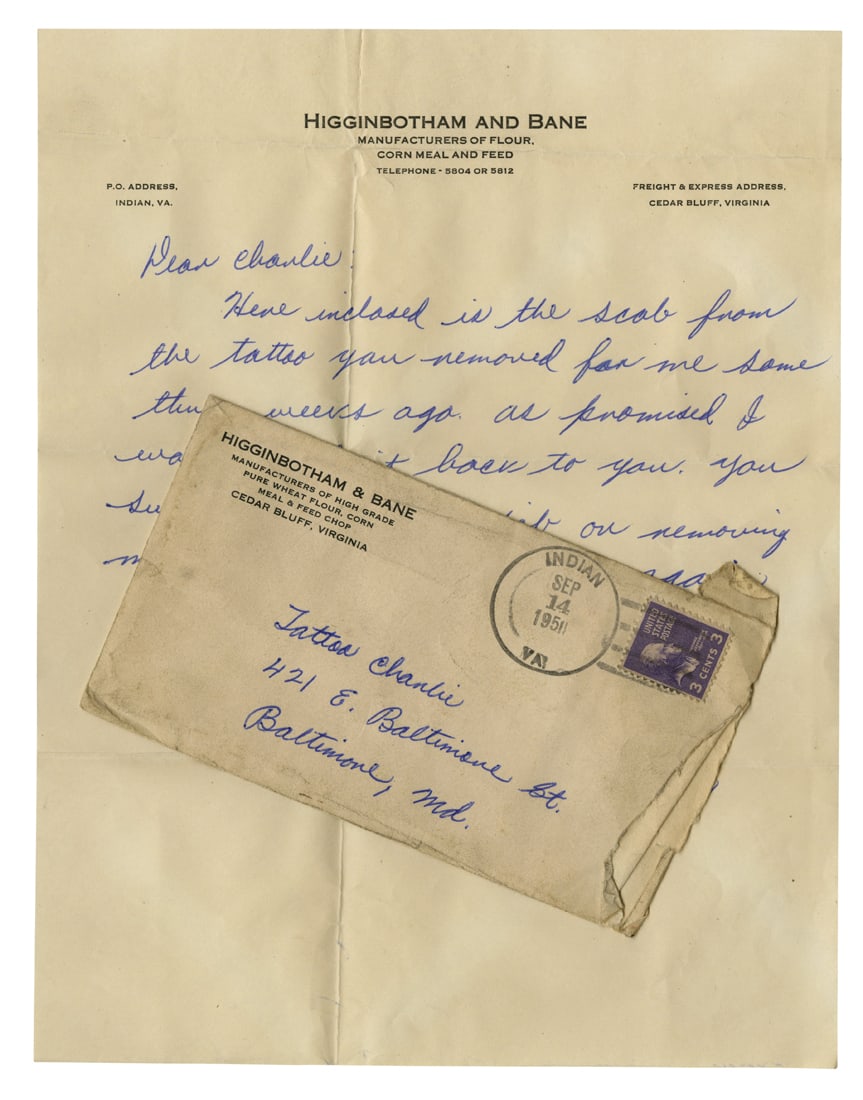 HIGGINBOTHAM AND BANE
MANUFACTURERS OF FLOUR,
CORN MEAL AND FEED
TELEPHONE - 5804 OR 5812
P.O. ADDRESS,
INDIAN, VA.
FREIGHT & EXPRESS ADDRESS,
CEDAR BLUFF, VIRGINIA
Dear Charlie:
Here inclosed is the scab from
the tattoo you removed for me some
weeks ago. as promised I
back to you. you
on removing
HIGGINBOTHAM & BANE
MANUFACTURERS OF HIGH GRADE
PURE WHEAT FLOUR, CORN
MEAL & FEED CHOP
CEDAR BLUFF, VIRGINIA
INDIAN
SEP
14
1950
VA
UNITED
STATES
POSTAGE
3 CENTS 3
Tattoo Charlie
421 E. Baltimore St.
Baltimore, Md.